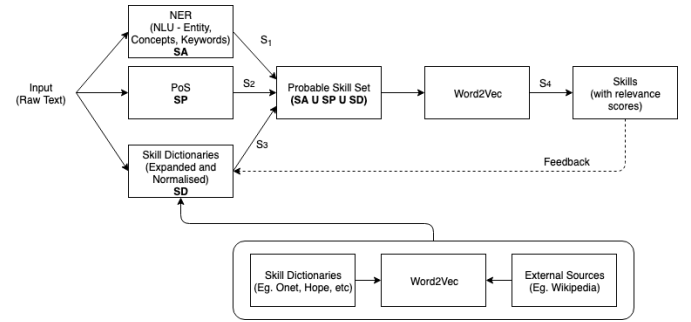 NER
(NLU - Entity,
Concepts, Keywords)
SA
S1
Input
(Raw Text)
PoS
SP
S2
Probable Skill Set
(SA U SP U SD)
Word2Vec
S4
Skills
(with relevance
scores)
Skill Dictionaries
(Expanded and
Normalised)
SD
S3
Feedback
Skill Dictionaries
(Eg. Onet, Hope, etc)
Word2Vec
External Sources
(Eg. Wikipedia)